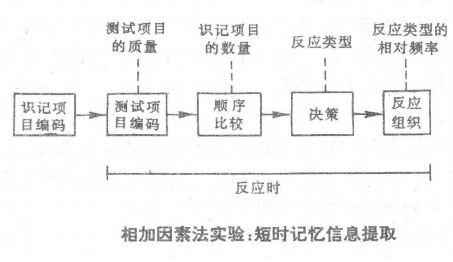 测试项目
的质量
识记项目
的数量
反应类型
反应类型的
相对频率
识记项
目编码
测试项
目编码
顺序
比较
决策
反应
组织
反应时
相加因素法实验:短时记忆信息提取